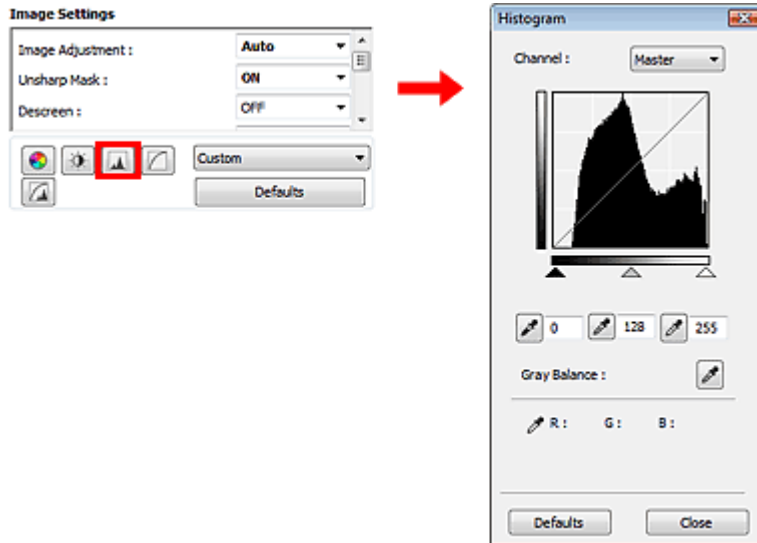 Image Settings
Image Adjustment : Auto
Unsharp Mask : ON
Descreen : OFF
Custom
Defaults
Histogram
Channel : Master
0 128 255
Gray Balance :
R : G : B :
Defaults Close